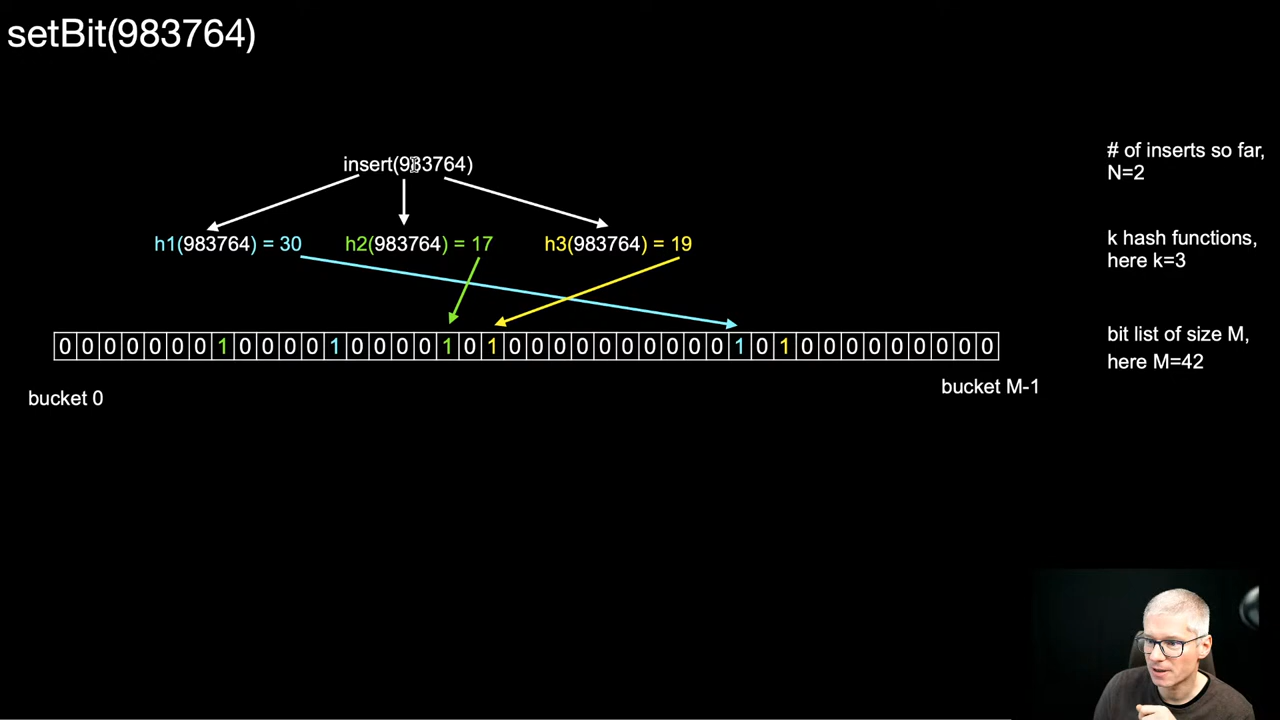 setBit(983764)
insert(983764)
# of inserts so far,
N=2
h1(983764) = 30
h2(983764) = 17
h3(983764) = 19
k hash functions,
here k=3
0 0 0 0 0 0 0 1 0 0 0 0 1 0 0 0 0 1 0 1 0 0 0 0 0 0 0 0 0 0 1 0 1 0 0 0 0 0 0 0 0 0
bit list of size M,
here M=42
bucket 0
bucket M-1